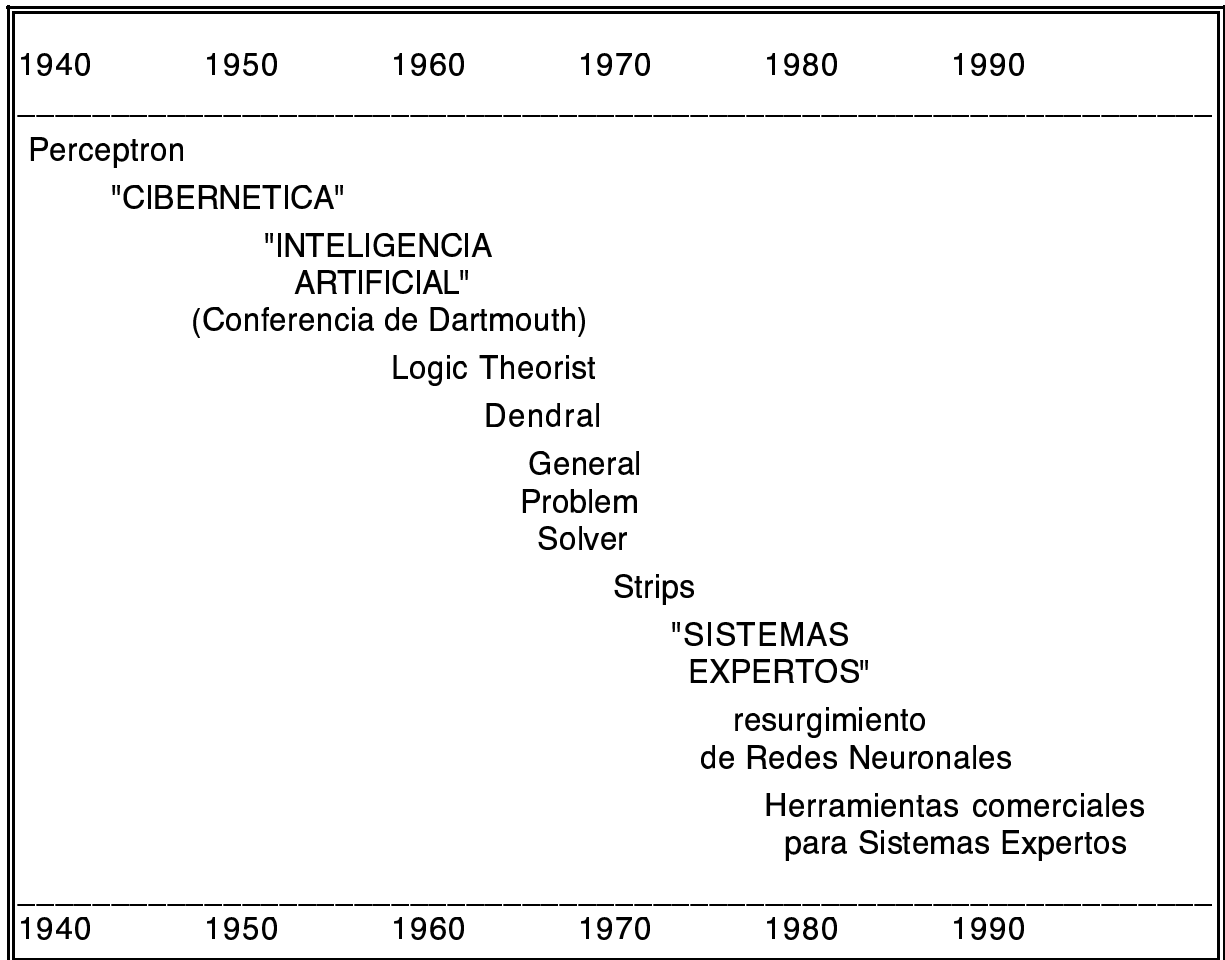 1940 1950 1960 1970 1980 1990
Perceptron
"CIBERNETICA"
"INTELIGENCIA
ARTIFICIAL"
(Conferencia de Dartmouth)
Logic Theorist
Dendral
General
Problem
Solver
Strips
"SISTEMAS
EXPERTOS"
resurgimiento
de Redes Neuronales
Herramientas comerciales
para Sistemas Expertos
1940 1950 1960 1970 1980 1990